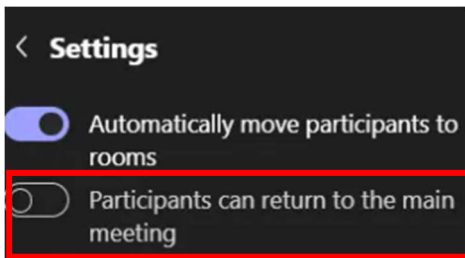 Settings
Automatically move participants to
rooms
Participants can return to the main
meeting